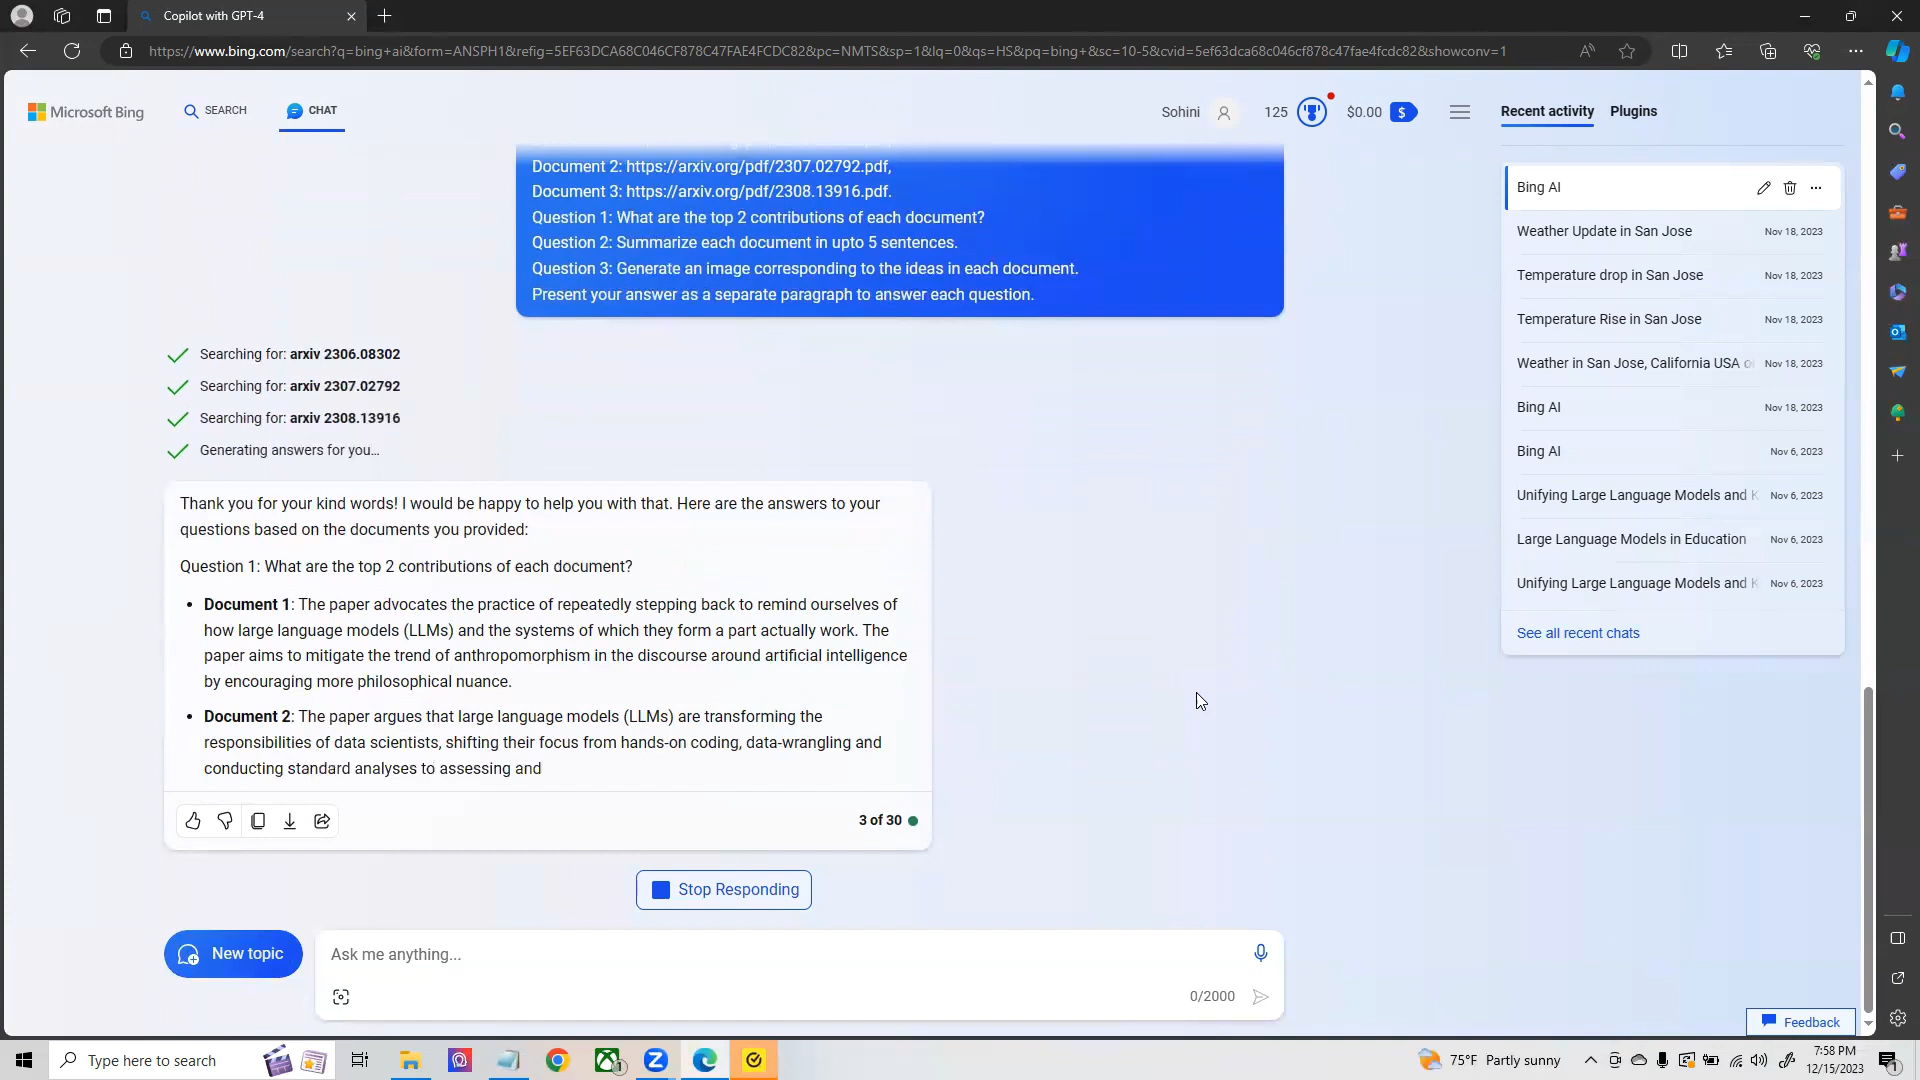 Copilot with GPT-4
https://www.bing.com/search?q=bing+ai&form=ANSPH1&refig=5EF63DCA68C046CF878C47FAE4FCDC82&pc=NMTS&sp=1&lq=0&qs=HS&pq=bing+&sc=10-5&cvid=5ef63dca68c046cf878c47fae4fcdc82&showconv=1
Microsoft Bing
SEARCH
CHAT
Sohini
125
$0.00
Recent activity
Plugins
Document 2: https://arxiv.org/pdf/2307.02792.pdf,
Document 3: https://arxiv.org/pdf/2308.13916.pdf.
Question 1: What are the top 2 contributions of each document?
Question 2: Summarize each document in upto 5 sentences.
Question 3: Generate an image corresponding to the ideas in each document.
Present your answer as a separate paragraph to answer each question.
Searching for: arxiv 2306.08302
Searching for: arxiv 2307.02792
Searching for: arxiv 2308.13916
Generating answers for you...
Thank you for your kind words! I would be happy to help you with that. Here are the answers to your
questions based on the documents you provided:
Question 1: What are the top 2 contributions of each document?
• Document 1: The paper advocates the practice of repeatedly stepping back to remind ourselves of
how large language models (LLMs) and the systems of which they form a part actually work. The
paper aims to mitigate the trend of anthropomorphism in the discourse around artificial intelligence
by encouraging more philosophical nuance.
• Document 2: The paper argues that large language models (LLMs) are transforming the
responsibilities of data scientists, shifting their focus from hands-on coding, data-wrangling and
conducting standard analyses to assessing and
3 of 30
Stop Responding
New topic
Ask me anything...
0/2000
Bing AI
Weather Update in San Jose Nov 18, 2023
Temperature drop in San Jose Nov 18, 2023
Temperature Rise in San Jose Nov 18, 2023
Weather in San Jose, California USA Nov 18, 2023
Bing AI Nov 18, 2023
Bing AI Nov 6, 2023
Unifying Large Language Models and K Nov 6, 2023
Large Language Models in Education Nov 6, 2023
Unifying Large Language Models and K Nov 6, 2023
See all recent chats
Feedback
Type here to search
75°F Partly sunny
7:58 PM
12/15/2023